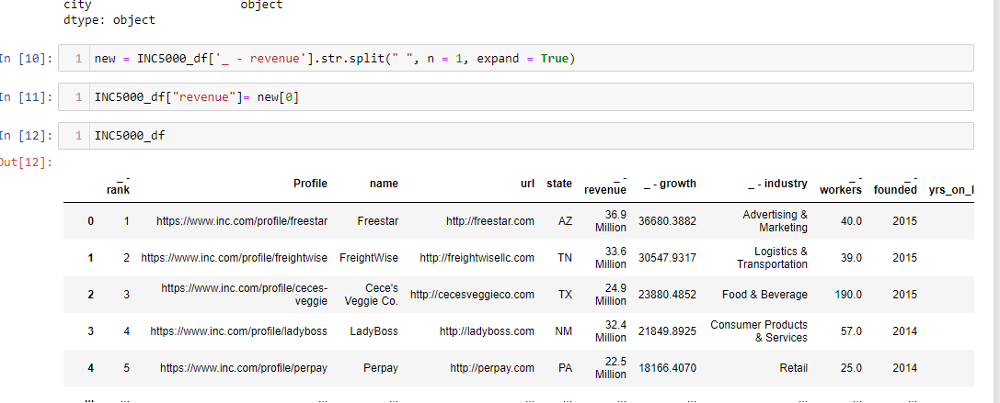 city object
dtype: object
In [10]: 1 new = INC5000_df['_ - revenue'].str.split(" ", n = 1, expand = True)
In [11]: 1 INC5000_df["revenue"]= new[0]
In [12]: 1 INC5000_df
Out[12]:
_ - rank Profile name url state _ - revenue _ - growth _ - industry _ - workers _ - founded yrs_on_l
0 1 https://www.inc.com/profile/freestar Freestar http://freestar.com AZ 36.9 Million 36680.3882 Advertising & Marketing 40.0 2015
1 2 https://www.inc.com/profile/freightwise FreightWise http://freightwisellc.com TN 33.6 Million 30547.9317 Logistics & Transportation 39.0 2015
2 3 https://www.inc.com/profile/ceces-veggie Cece's Veggie Co. http://cecesveggieco.com TX 24.9 Million 23880.4852 Food & Beverage 190.0 2015
3 4 https://www.inc.com/profile/ladyboss LadyBoss http://ladyboss.com NM 32.4 Million 21849.8925 Consumer Products & Services 57.0 2014
4 5 https://www.inc.com/profile/perpay Perpay http://perpay.com PA 22.5 Million 18166.4070 Retail 25.0 2014
... ... ... ... ... ... ... ... ... ... ...